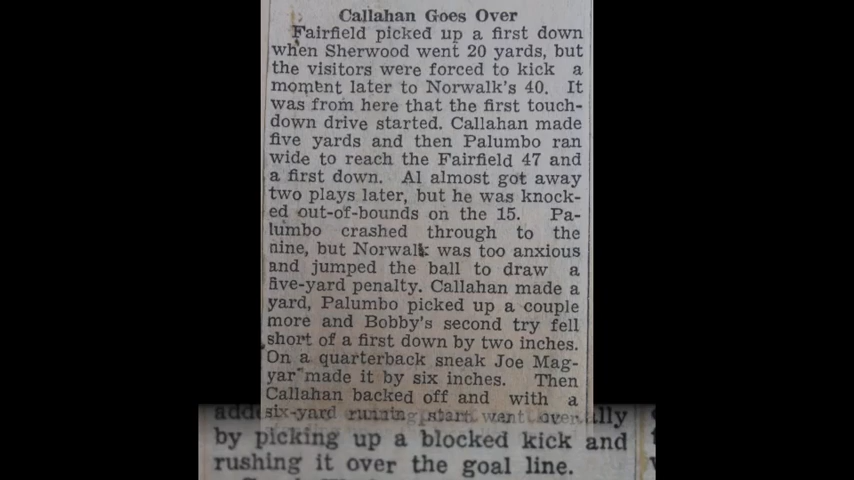 Callahan Goes Over
Fairfield picked up a first down
when Sherwood went 20 yards, but
the visitors were forced to kick a
moment later to Norwalk's 40. It
was from here that the first touch-
down drive started. Callahan made
five yards and then Palumbo ran
wide to reach the Fairfield 47 and
a first down. Al almost got away
two plays later, but he was knock-
ed out-of-bounds on the 15. Pa-
lumbo crashed through to the
nine, but Norwalk was too anxious
and jumped the ball to draw a
five-yard penalty. Callahan made a
yard, Palumbo picked up a couple
more and Bobby's second try fell
short of a first down by two inches.
On a quarterback sneak Joe Mag-
yar made it by six inches. Then
Callahan backed off and with a
six-yard running start went over
by picking up a blocked kick and
rushing it over the goal line.